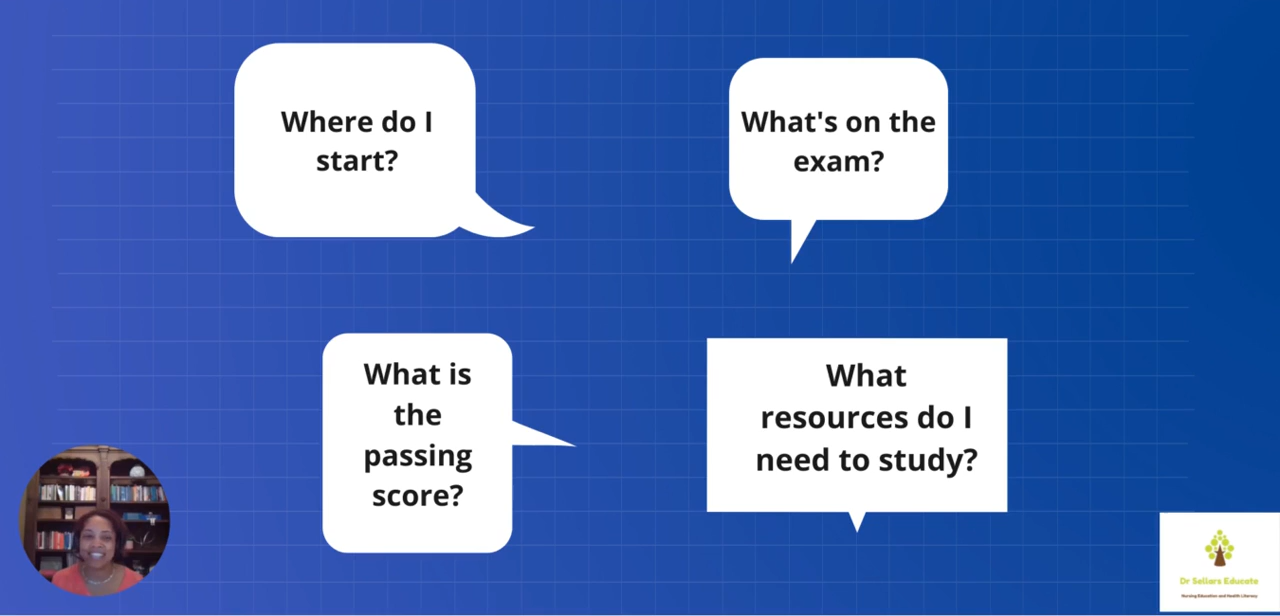 Where do I
start?
What's on the
exam?
What is
the
passing
score?
What
resources do I
need to study?
Dr Sellars Educate
Nursing Education and Health Literacy